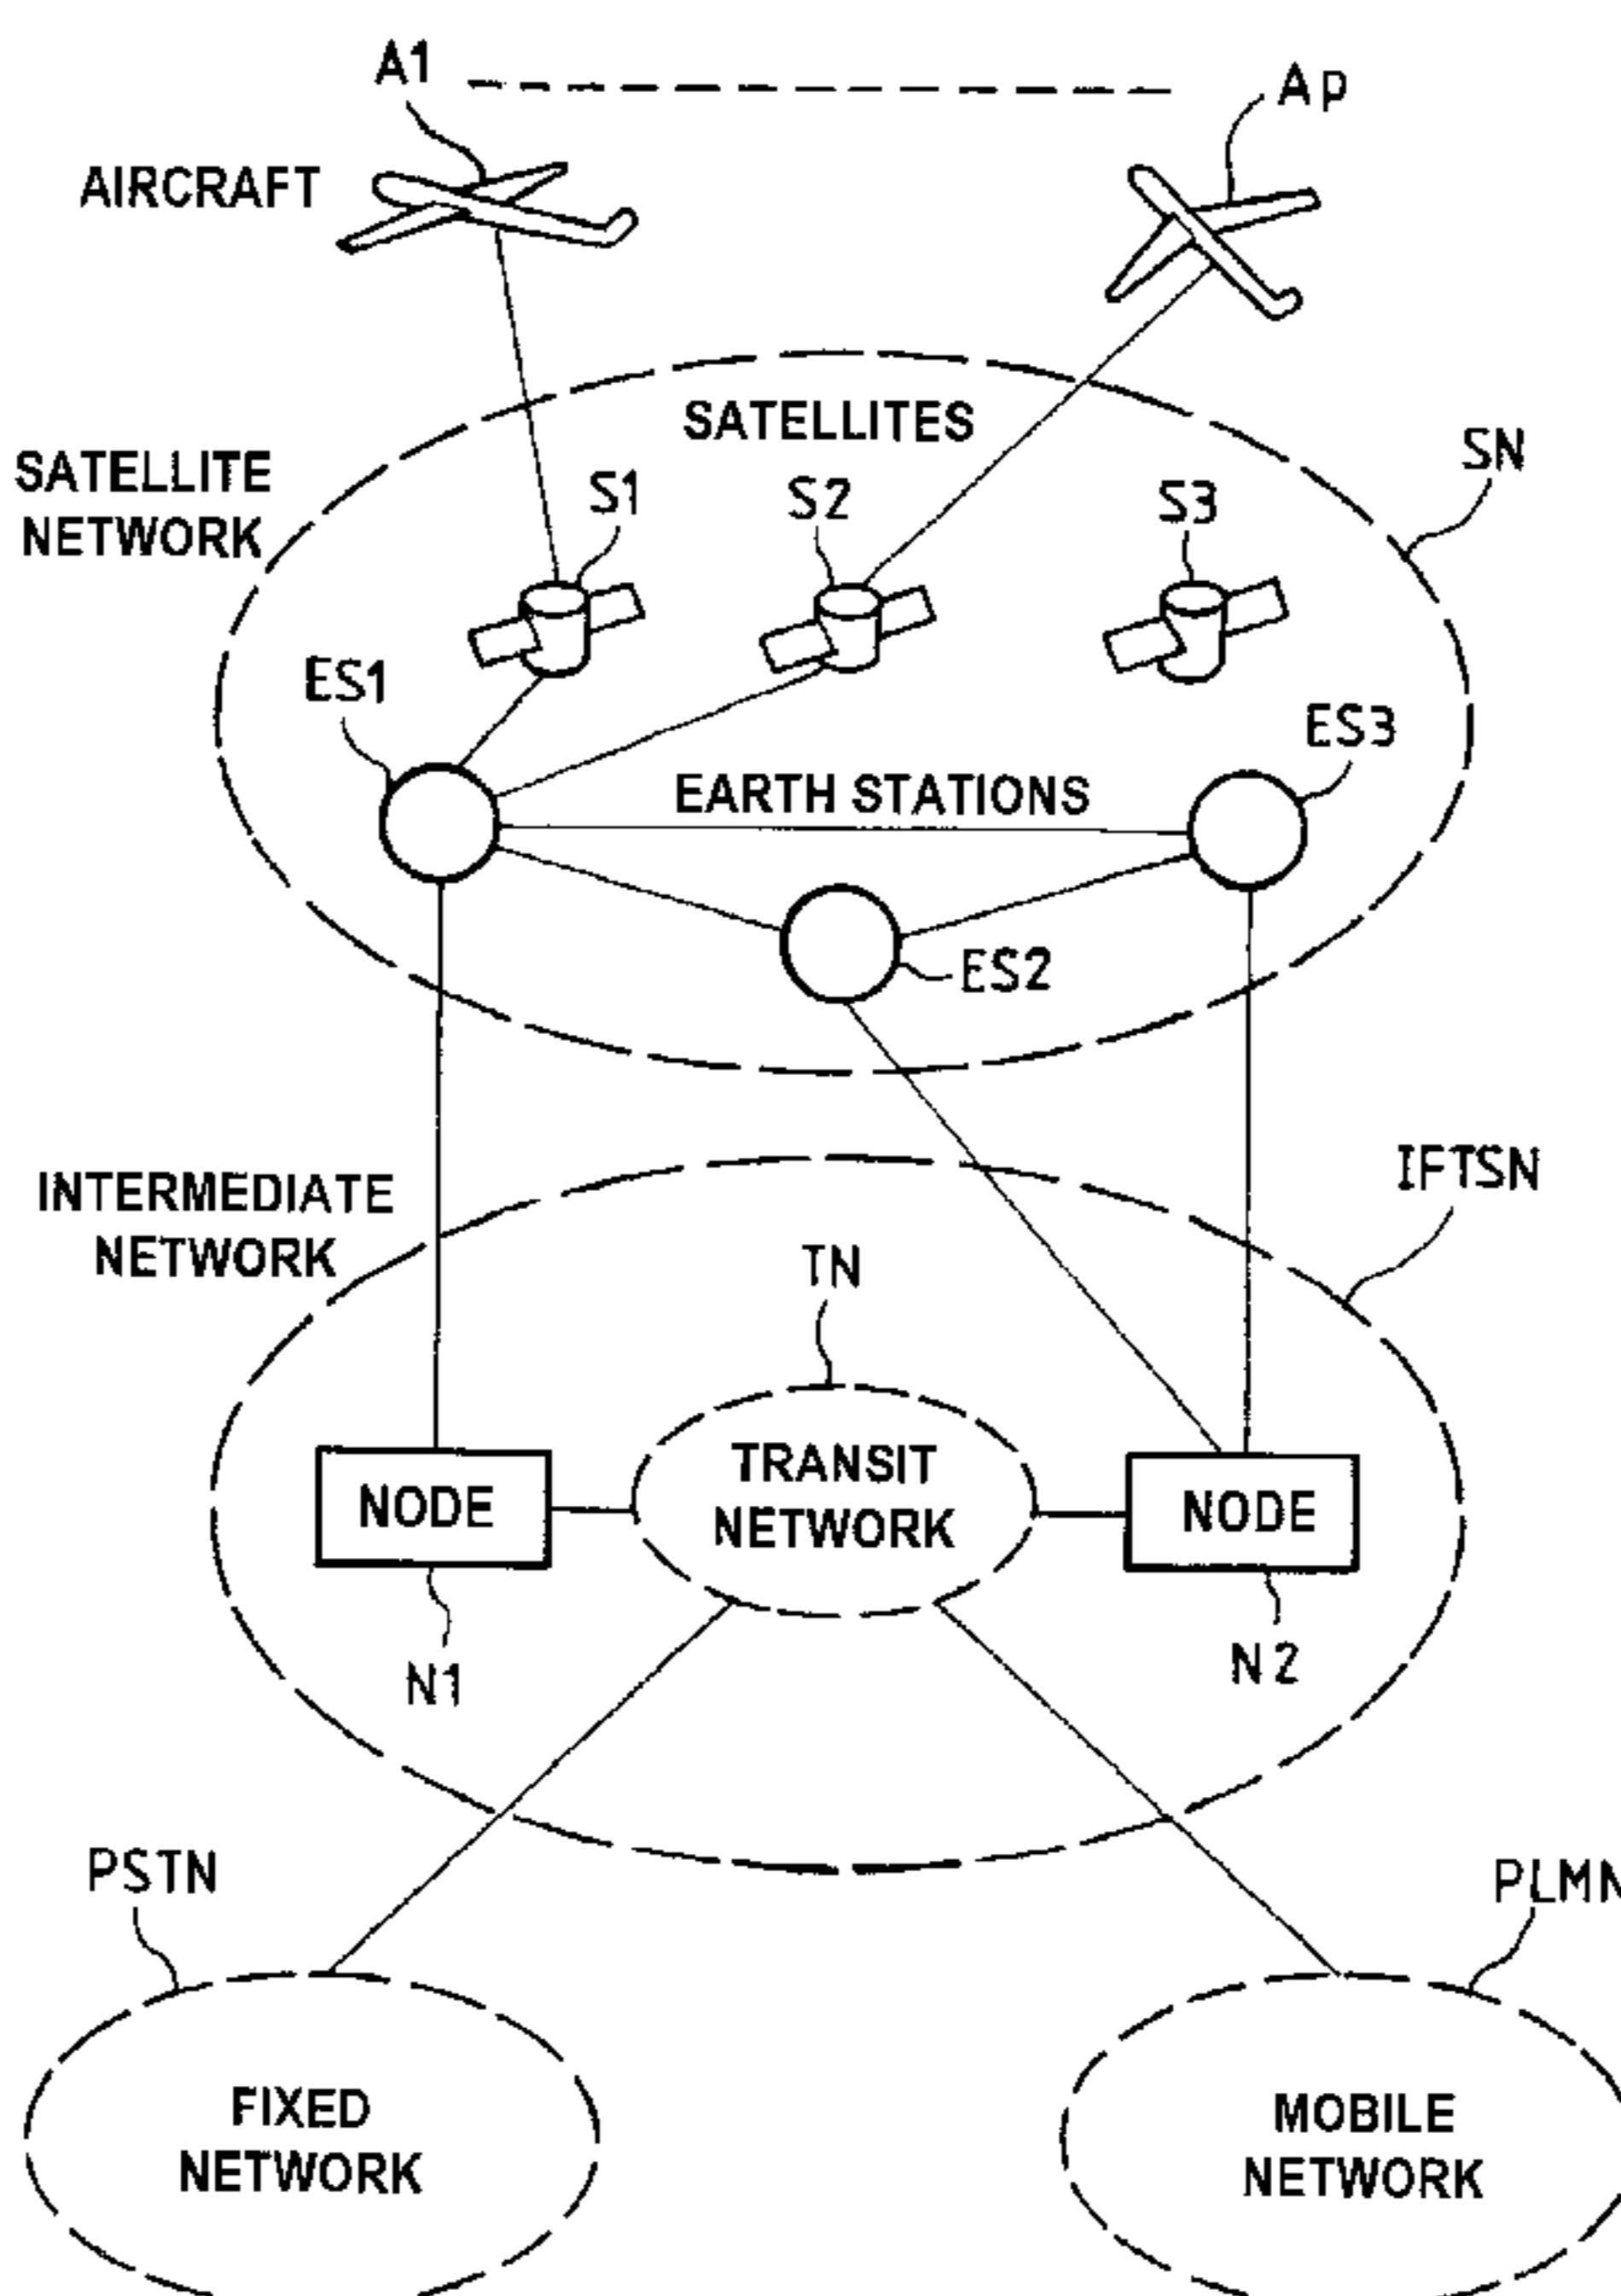 A1
Ap
AIRCRAFT
SATELLITES
SN
SATELLITE
NETWORK
S1
S2
S3
ES1
ES3
EARTH STATIONS
ES2
INTERMEDIATE
NETWORK
IFTSN
TN
TRANSIT
NETWORK
NODE
NODE
N1
N2
PSTN
PLMN
FIXED
NETWORK
MOBILE
NETWORK